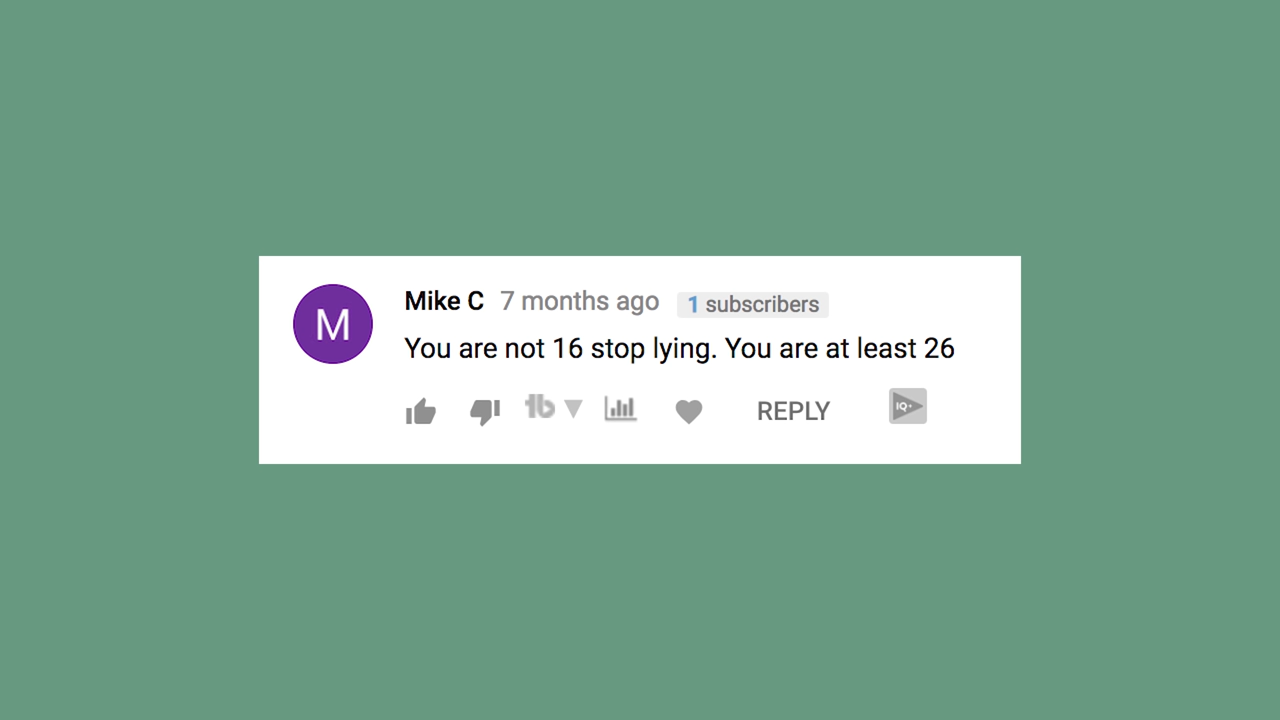 M
Mike C 7 months ago 1 subscribers
You are not 16 stop lying. You are at least 26
tb REPLY IQ+